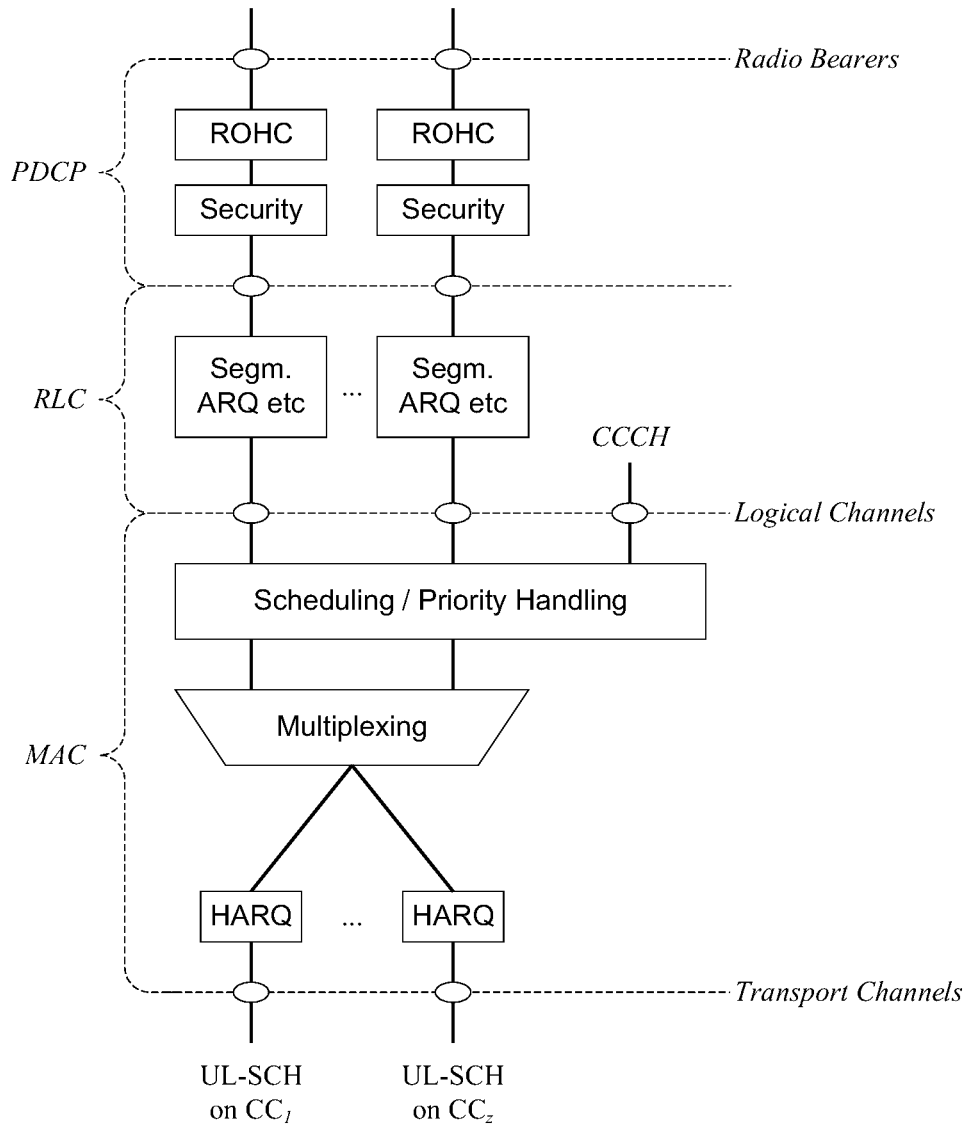 Radio Bearers
ROHC
ROHC
PDCP
Security
Security
Segm.
ARQ etc
...
Segm.
ARQ etc
RLC
CCCH
Logical Channels
Scheduling / Priority Handling
Multiplexing
MAC
HARQ
...
HARQ
Transport Channels
UL-SCH
on CC1
UL-SCH
on CCz